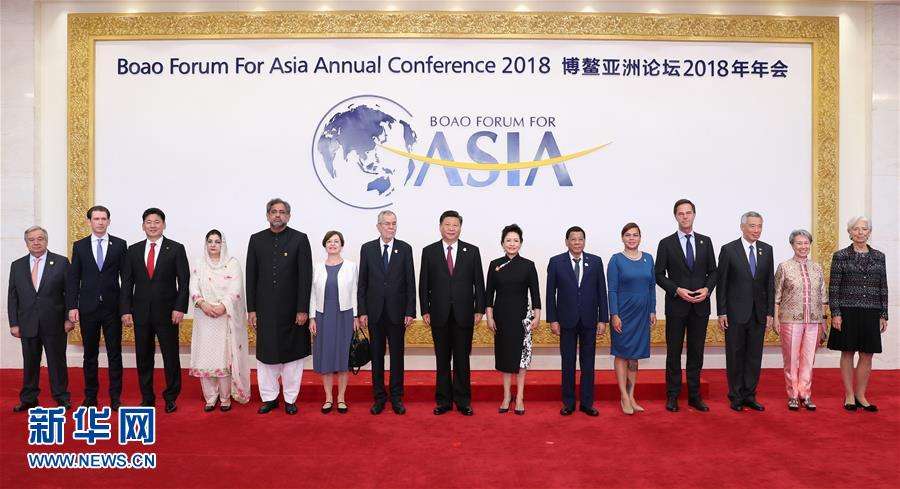 Boao Forum For Asia Annual Conference 2018 博鳌亚洲论坛2018年年会
BOAO FORUM FOR
ASIA
新华网
WWW.NEWS.CN